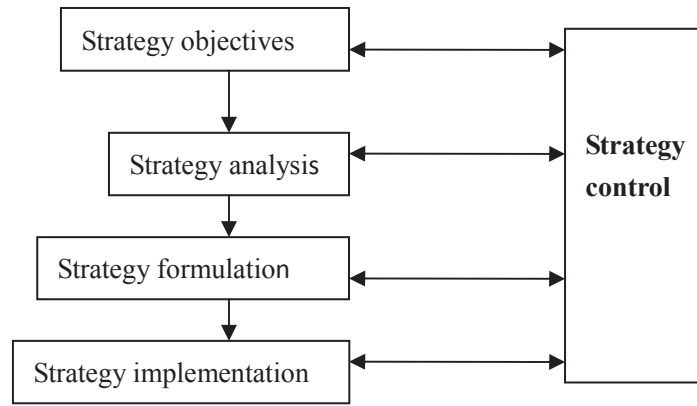 Strategy objectives
Strategy analysis
Strategy
control
Strategy formulation
Strategy implementation